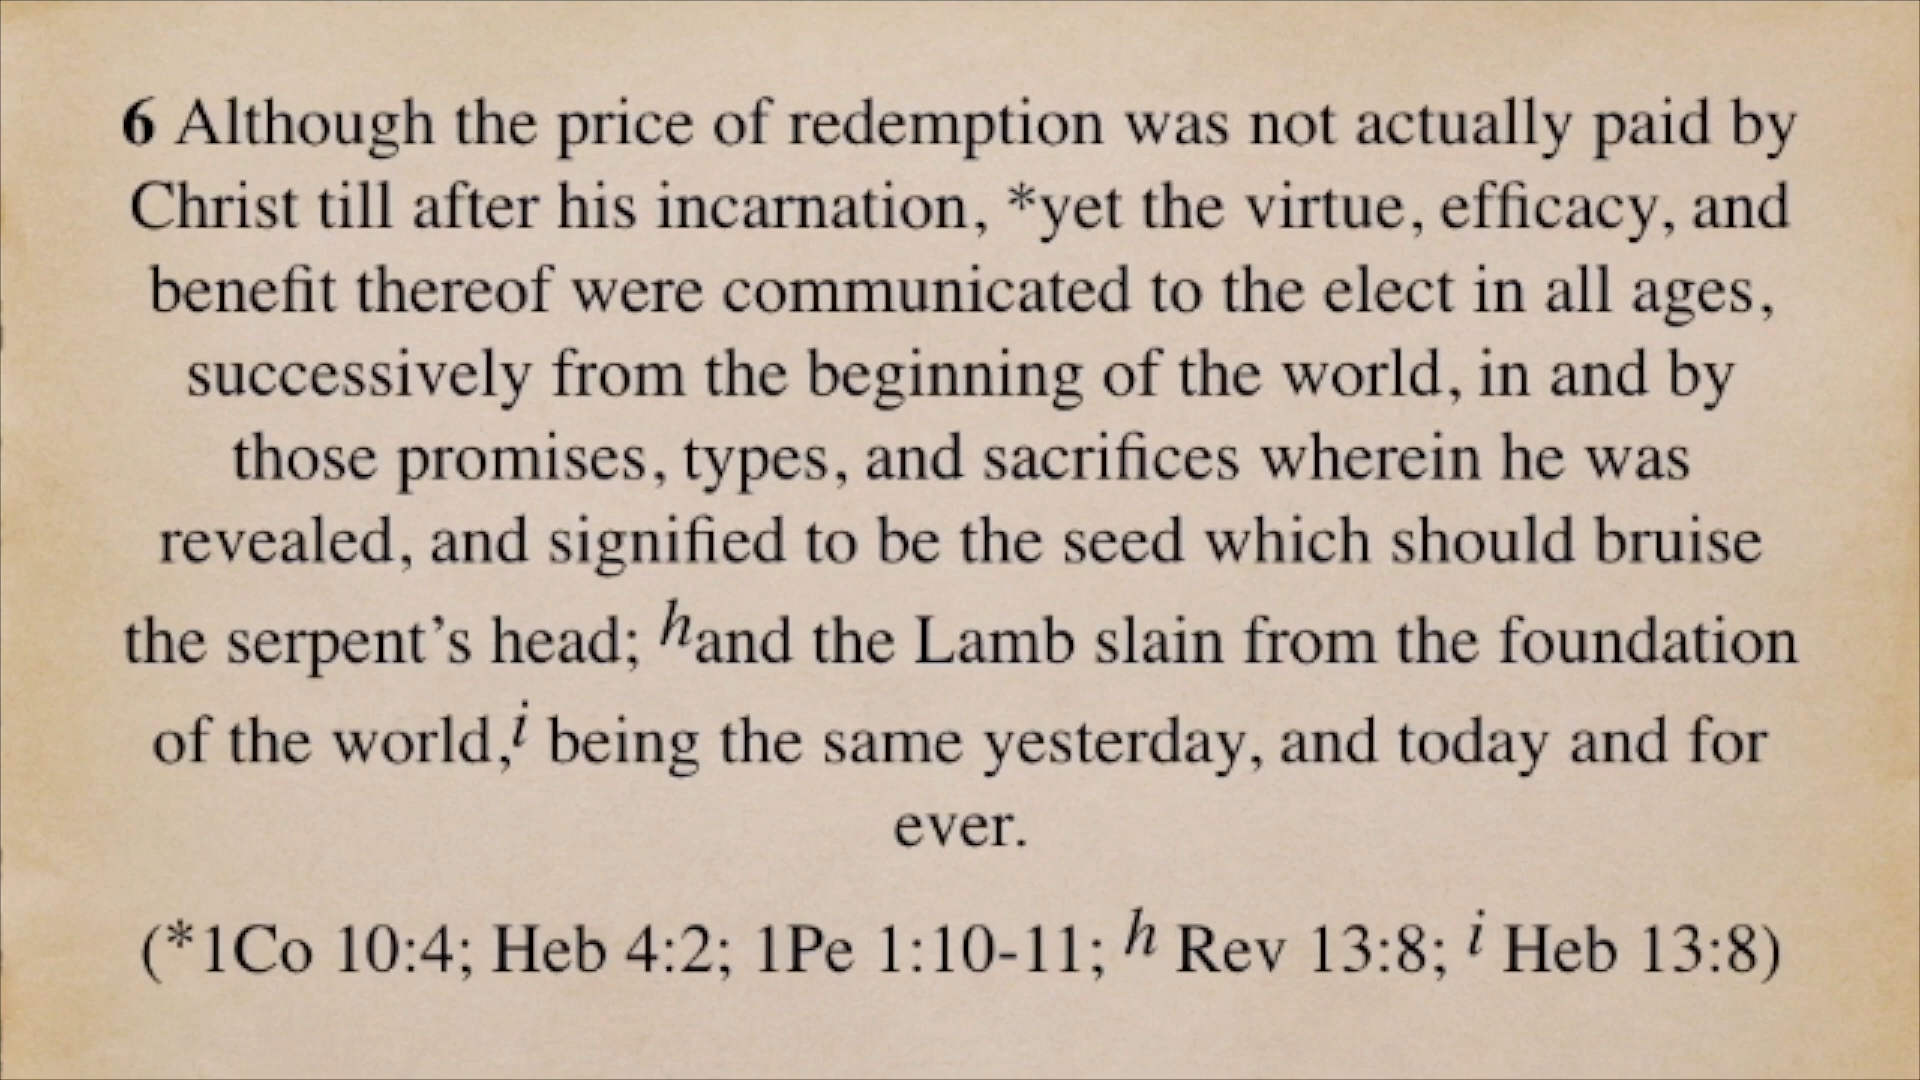 6 Although the price of redemption was not actually paid by
Christ till after his incarnation, *yet the virtue, efficacy, and
benefit thereof were communicated to the elect in all ages,
successively from the beginning of the world, in and by
those promises, types, and sacrifices wherein he was
revealed, and signified to be the seed which should bruise
the serpent’s head; hand the Lamb slain from the foundation
of the world,i being the same yesterday, and today and for
ever.
(*1Co 10:4; Heb 4:2; 1Pe 1:10-11; h Rev 13:8; i Heb 13:8)